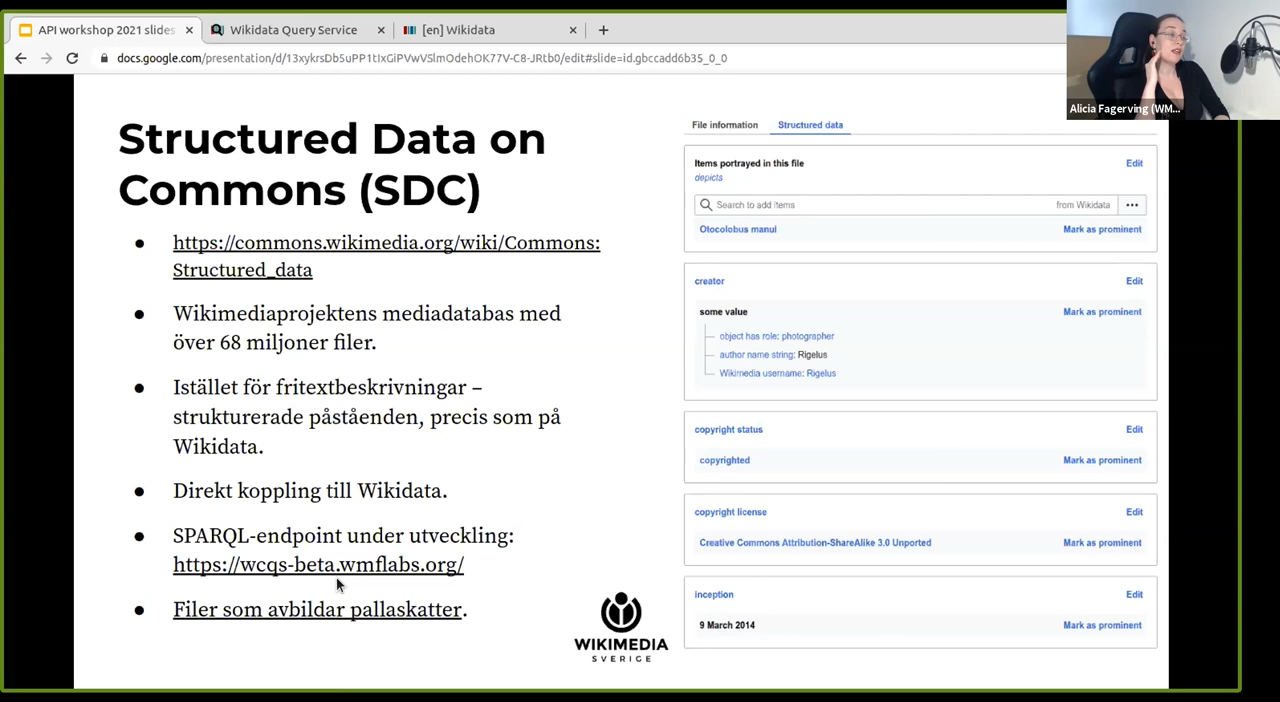 API workshop 2021 slides
Wikidata Query Service
[en] Wikidata
docs.google.com/presentation/d/13xykrsDb5uPP1tIxGiPVwVSlmOdehOK77V-C8-JRtb0/edit#slide=id.gbccadd6b35_0_0
Alicia Fagerving (WM...
Structured Data on
Commons (SDC)
● https://commons.wikimedia.org/wiki/Commons:
Structured_data
● Wikimediaprojektens mediadatabas med
över 68 miljoner filer.
● Istället för fritextbeskrivningar –
strukturerade påståenden, precis som på
Wikidata.
● Direkt koppling till Wikidata.
● SPARQL-endpoint under utveckling:
https://wcqs-beta.wmflabs.org/
● Filer som avbildar pallaskatter.
WIKIMEDIA
SVERIGE
File information Structured data
Items portrayed in this file Edit
depicts
Search to add items from Wikidata ...
Otocolobus manul Mark as prominent
creator Edit
some value Mark as prominent
object has role: photographer
author name string: Rigelus
Wikimedia username: Rigelus
copyright status Edit
copyrighted Mark as prominent
copyright license Edit
Creative Commons Attribution-ShareAlike 3.0 Unported Mark as prominent
inception Edit
9 March 2014 Mark as prominent